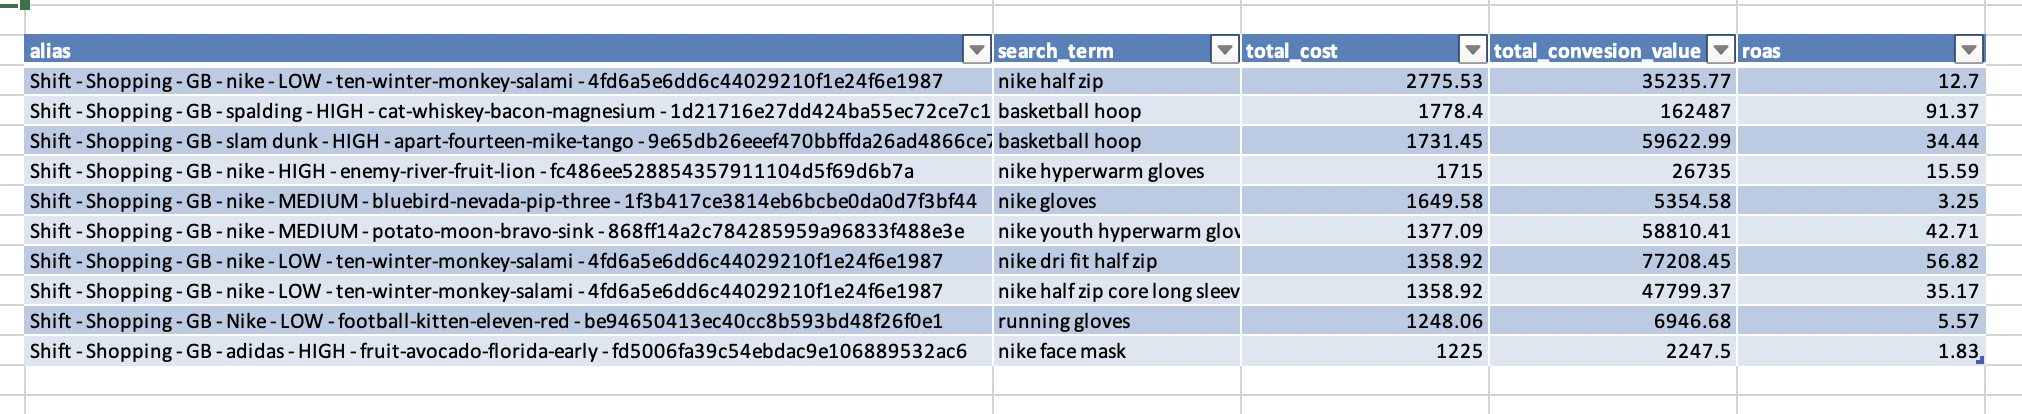 alias search_term total_cost total_convesion_value roas
Shift - Shopping - GB - nike - LOW - ten-winter-monkey-salami - 4fd6a5e6dd6c44029210f1e24f6e1987 nike half zip 2775.53 35235.77 12.7
Shift - Shopping - GB - spalding - HIGH - cat-whiskey-bacon-magnesium - 1d21716e27dd424ba55ec72ce7c1 basketball hoop 1778.4 162487 91.37
Shift - Shopping - GB - slam dunk - HIGH - apart-fourteen-mike-tango - 9e65db26eeef470bbffda26ad4866ce7 basketball hoop 1731.45 59622.99 34.44
Shift - Shopping - GB - nike - HIGH - enemy-river-fruit-lion - fc486ee528854357911104d5f69d6b7a nike hyperwarm gloves 1715 26735 15.59
Shift - Shopping - GB - nike - MEDIUM - bluebird-nevada-pip-three - 1f3b417ce3814eb6bcbe0da0d7f3bf44 nike gloves 1649.58 5354.58 3.25
Shift - Shopping - GB - nike - MEDIUM - potato-moon-bravo-sink - 868ff14a2c784285959a96833f488e3e nike youth hyperwarm glov 1377.09 58810.41 42.71
Shift - Shopping - GB - nike - LOW - ten-winter-monkey-salami - 4fd6a5e6dd6c44029210f1e24f6e1987 nike dri fit half zip 1358.92 77208.45 56.82
Shift - Shopping - GB - nike - LOW - ten-winter-monkey-salami - 4fd6a5e6dd6c44029210f1e24f6e1987 nike half zip core long sleev 1358.92 47799.37 35.17
Shift - Shopping - GB - Nike - LOW - football-kitten-eleven-red - be94650413ec40cc8b593bd48f26f0e1 running gloves 1248.06 6946.68 5.57
Shift - Shopping - GB - adidas - HIGH - fruit-avocado-florida-early - fd5006fa39c54ebdac9e106889532ac6 nike face mask 1225 2247.5 1.83